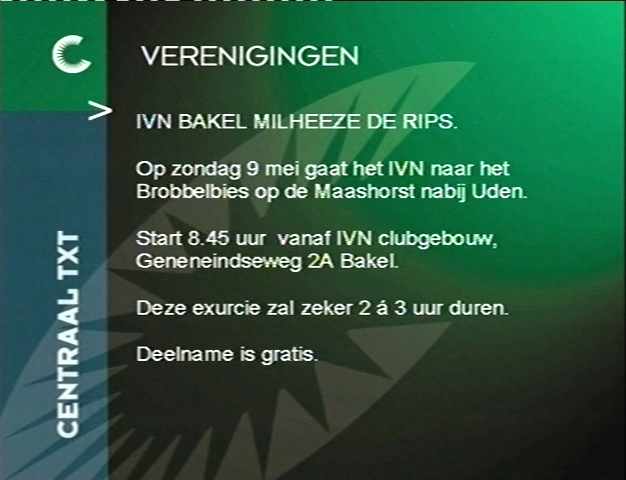 VERENIGINGEN
>
IVN BAKEL MILHEEZE DE RIPS.
Op zondag 9 mei gaat het IVN naar het
Brobbelbies op de Maashorst nabij Uden.
Start 8.45 uur vanaf IVN clubgebouw,
Geneneindseweg 2A Bakel.
Deze exurcie zal zeker 2 á 3 uur duren.
Deelname is gratis.
CENTRAAL TXT